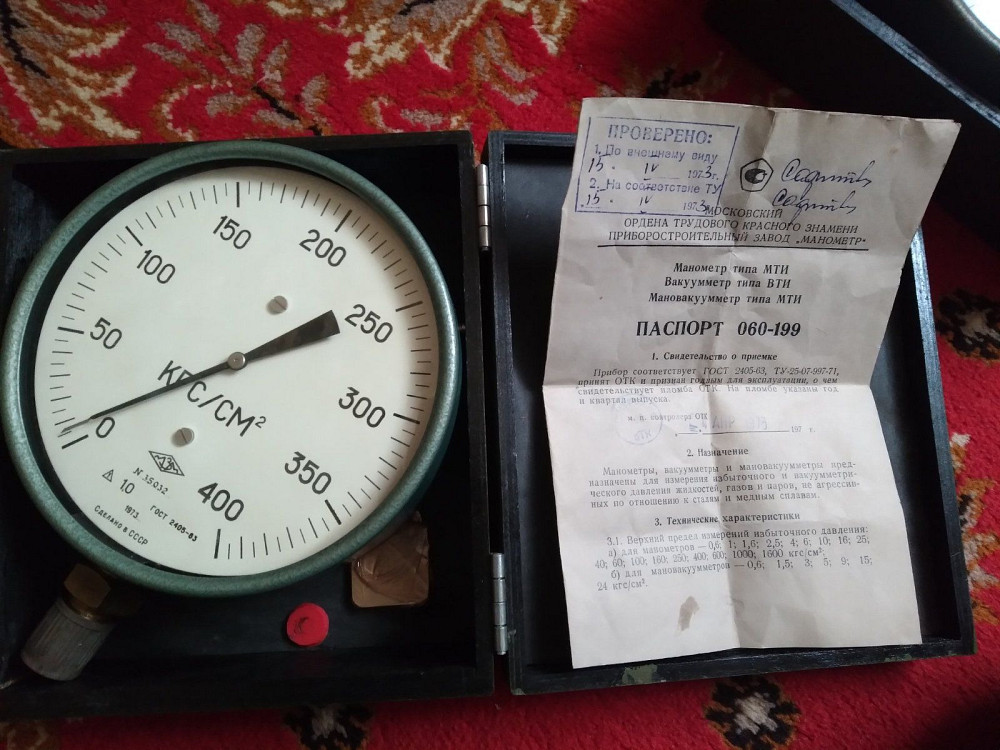 0
50
100
150
200
250
300
350
400
КГС/СМ²
N.35032
1,0
ГОСТ 2405-63
1973
СДЕЛАНО В СССР
ПРОВЕРЕНО:
1. По внешнему виду
15. IV 1973г.
2. На соответствие ТУ
15. IV 1973
МОСКОВСКИЙ
ОРДЕНА ТРУДОВОГО КРАСНОГО ЗНАМЕНИ
ПРИБОРОСТРОИТЕЛЬНЫЙ ЗАВОД „МАНОМЕТР"
Манометр типа МТИ
Вакуумметр типа ВТИ
Мановакуумметр типа МТИ
ПАСПОРТ 060-199
1. Свидетельство о приемке
Прибор соответствует ГОСТ 2405-63, ТУ-25-07-997-71,
принят ОТК и признан годным для эксплуатации, о чем
свидетельствует пломба ОТК. На пломбе указаны год
и квартал выпуска.
м. п. контролера ОТК
ОТК
197 г.
2. Назначение
Манометры, вакуумметры и мановакуумметры пред-
назначены для измерения избыточного и вакуумметри-
ческого давления жидкостей, газов и паров, не агрессив-
ных по отношению к сталям и медным сплавам.
3. Технические характеристики
3.1. Верхний предел измерений избыточного давления:
а) для манометров — 0,6; 1; 1,6; 2,5; 4; 6; 10; 16; 25;
40; 60; 100; 160; 250; 400; 600; 1000; 1600 кгс/см².
б) для мановакуумметров — 0,6; 1,5; 3; 5; 9; 15;
24 кгс/см².